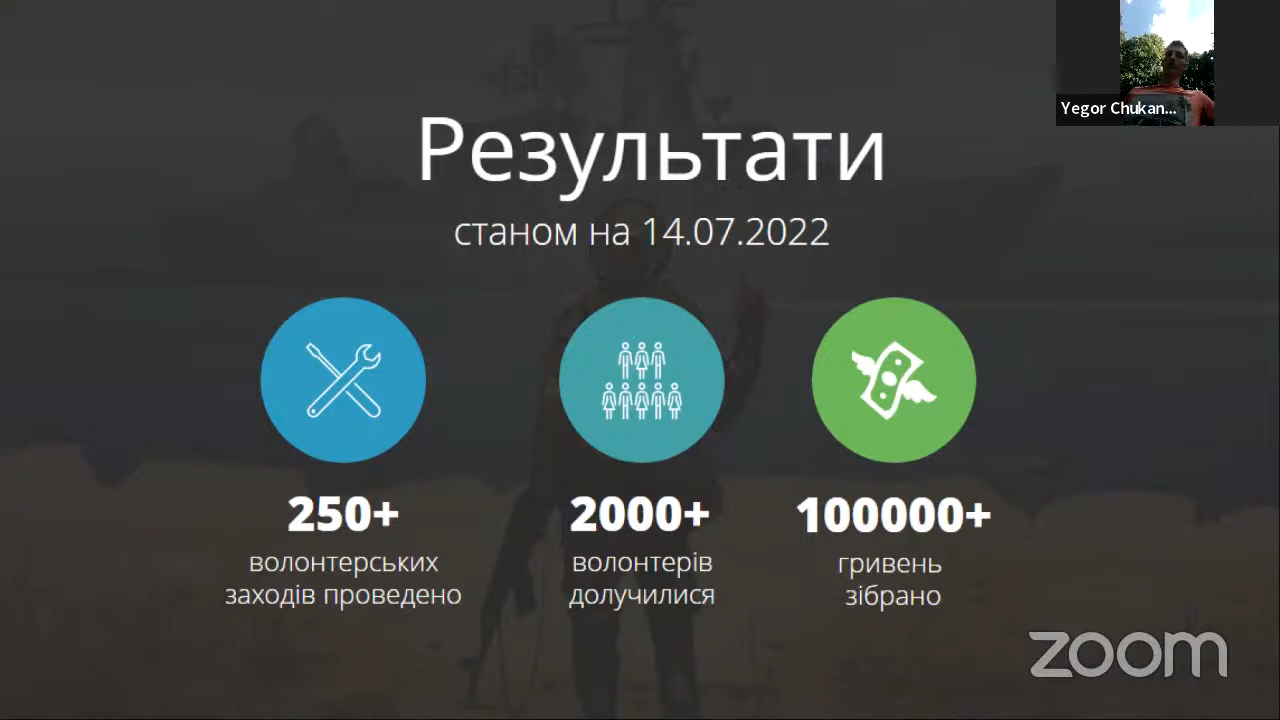 Yegor Chukan...
Результати
станом на 14.07.2022
250+
волонтерських
заходів проведено
2000+
волонтерів
долучилися
100000+
гривень
зібрано
zoom